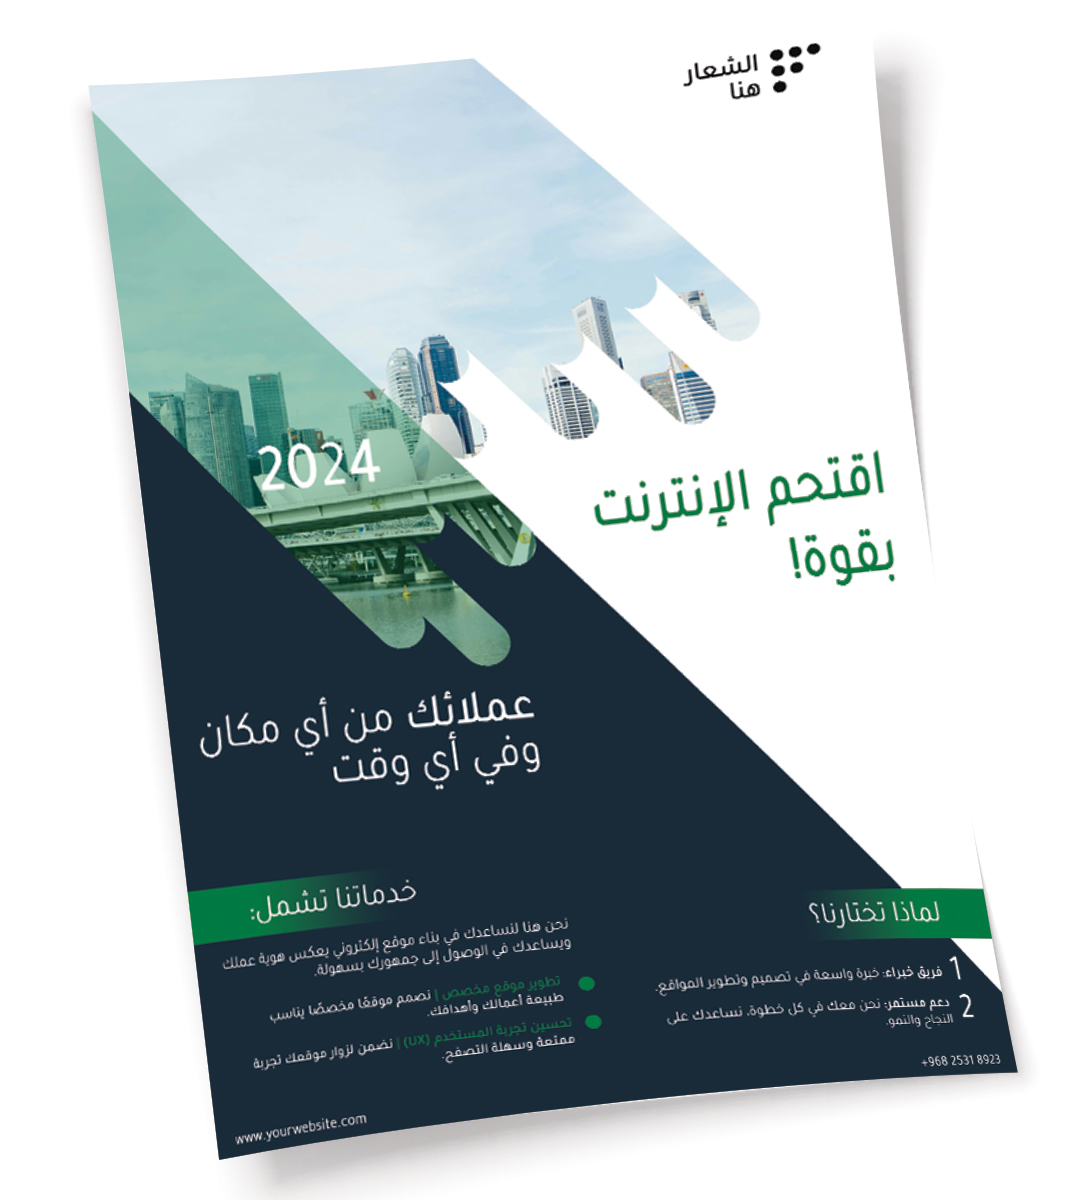 الشعار
هنا
2024
اقتحم الإنترنت
بقوة!
عملائك من أي مكان
وفي أي وقت
خدماتنا تشمل:
نحن هنا لنساعدك في بناء موقع إلكتروني يعكس هوية عملك
ويساعدك في الوصول إلى جمهورك بسهولة.
تطوير موقع مخصص | نصمم موقعًا مخصصًا يناسب
طبيعة أعمالك وأهدافك.
تحسين تجربة المستخدم (UX) | نضمن لزوار موقعك تجربة
ممتعة وسهلة التصفح.
لماذا تختارنا؟
1 فريق خبراء: خبرة واسعة في تصميم وتطوير المواقع.
2 دعم مستمر: نحن معك في كل خطوة، نساعدك على
النجاح والنمو.
+968 2531 8923
www.yourwebsite.com